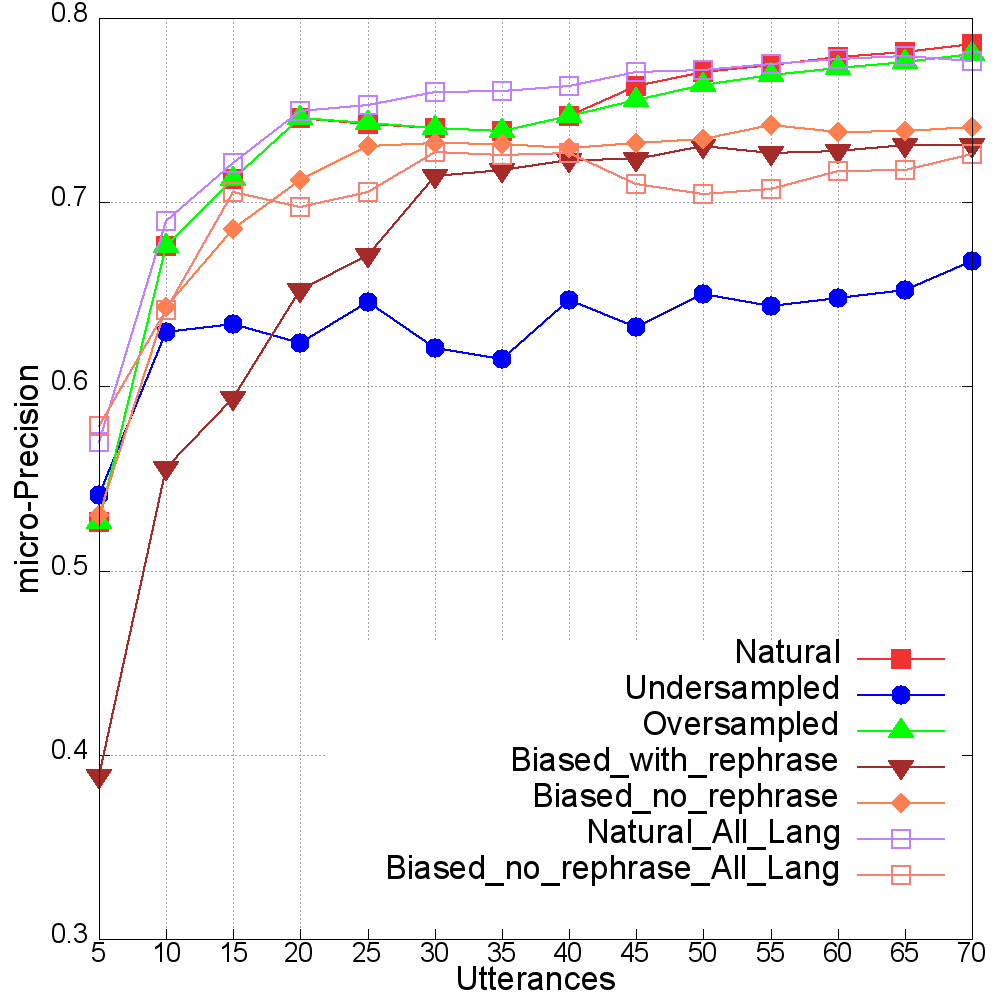 0.8
0.7
0.6
0.5
0.4
0.3
micro-Precision
Natural
Undersampled
Oversampled
Biased_with_rephrase
Biased_no_rephrase
Natural_All_Lang
Biased_no_rephrase_All_Lang
5 10 15 20 25 30 35 40 45 50 55 60 65 70
Utterances